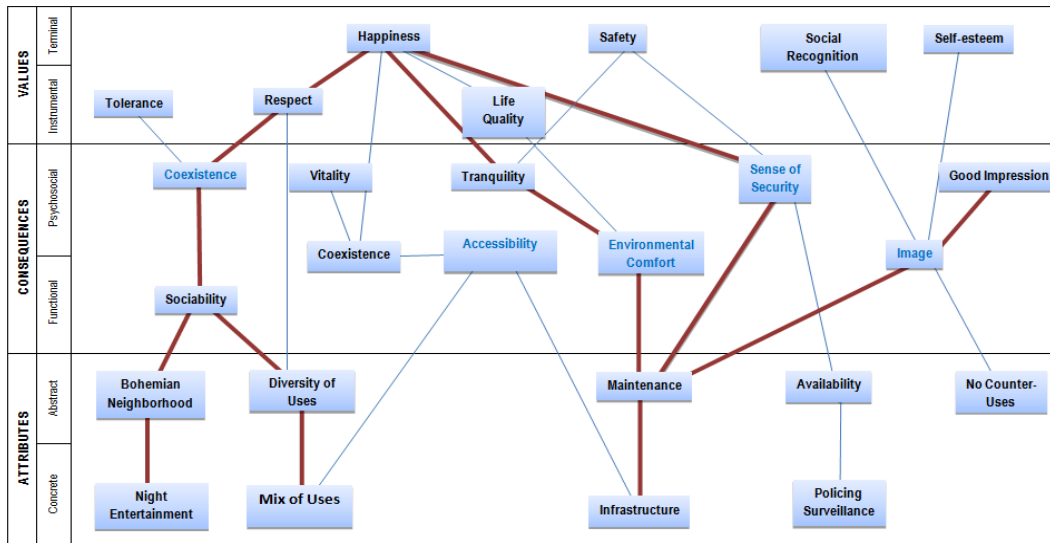 VALUES
Terminal
Happiness
Safety
Social
Recognition
Self-esteem
Instrumental
Tolerance
Respect
Life
Quality
CONSEQUENCES
Psychosocial
Coexistence
Vitality
Tranquility
Sense of
Security
Good Impression
Coexistence
Accessibility
Environmental
Comfort
Image
Functional
Sociability
ATTRIBUTES
Abstract
Bohemian
Neighborhood
Diversity of
Uses
Maintenance
Availability
No Counter-
Uses
Concrete
Night
Entertainment
Mix of Uses
Infrastructure
Policing
Surveillance